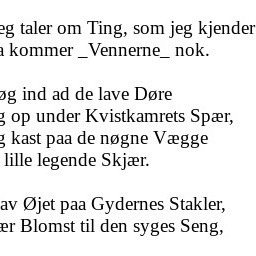 eg taler om Ting, som jeg kjender
a kommer _Vennerne_ nok.
øg ind ad de lave Døre
g op under Kvistkamrets Spær,
g kast paa de nøgne Vægge
lille legende Skjær.
av Øjet paa Gydernes Stakler,
ær Blomst til den syges Seng,